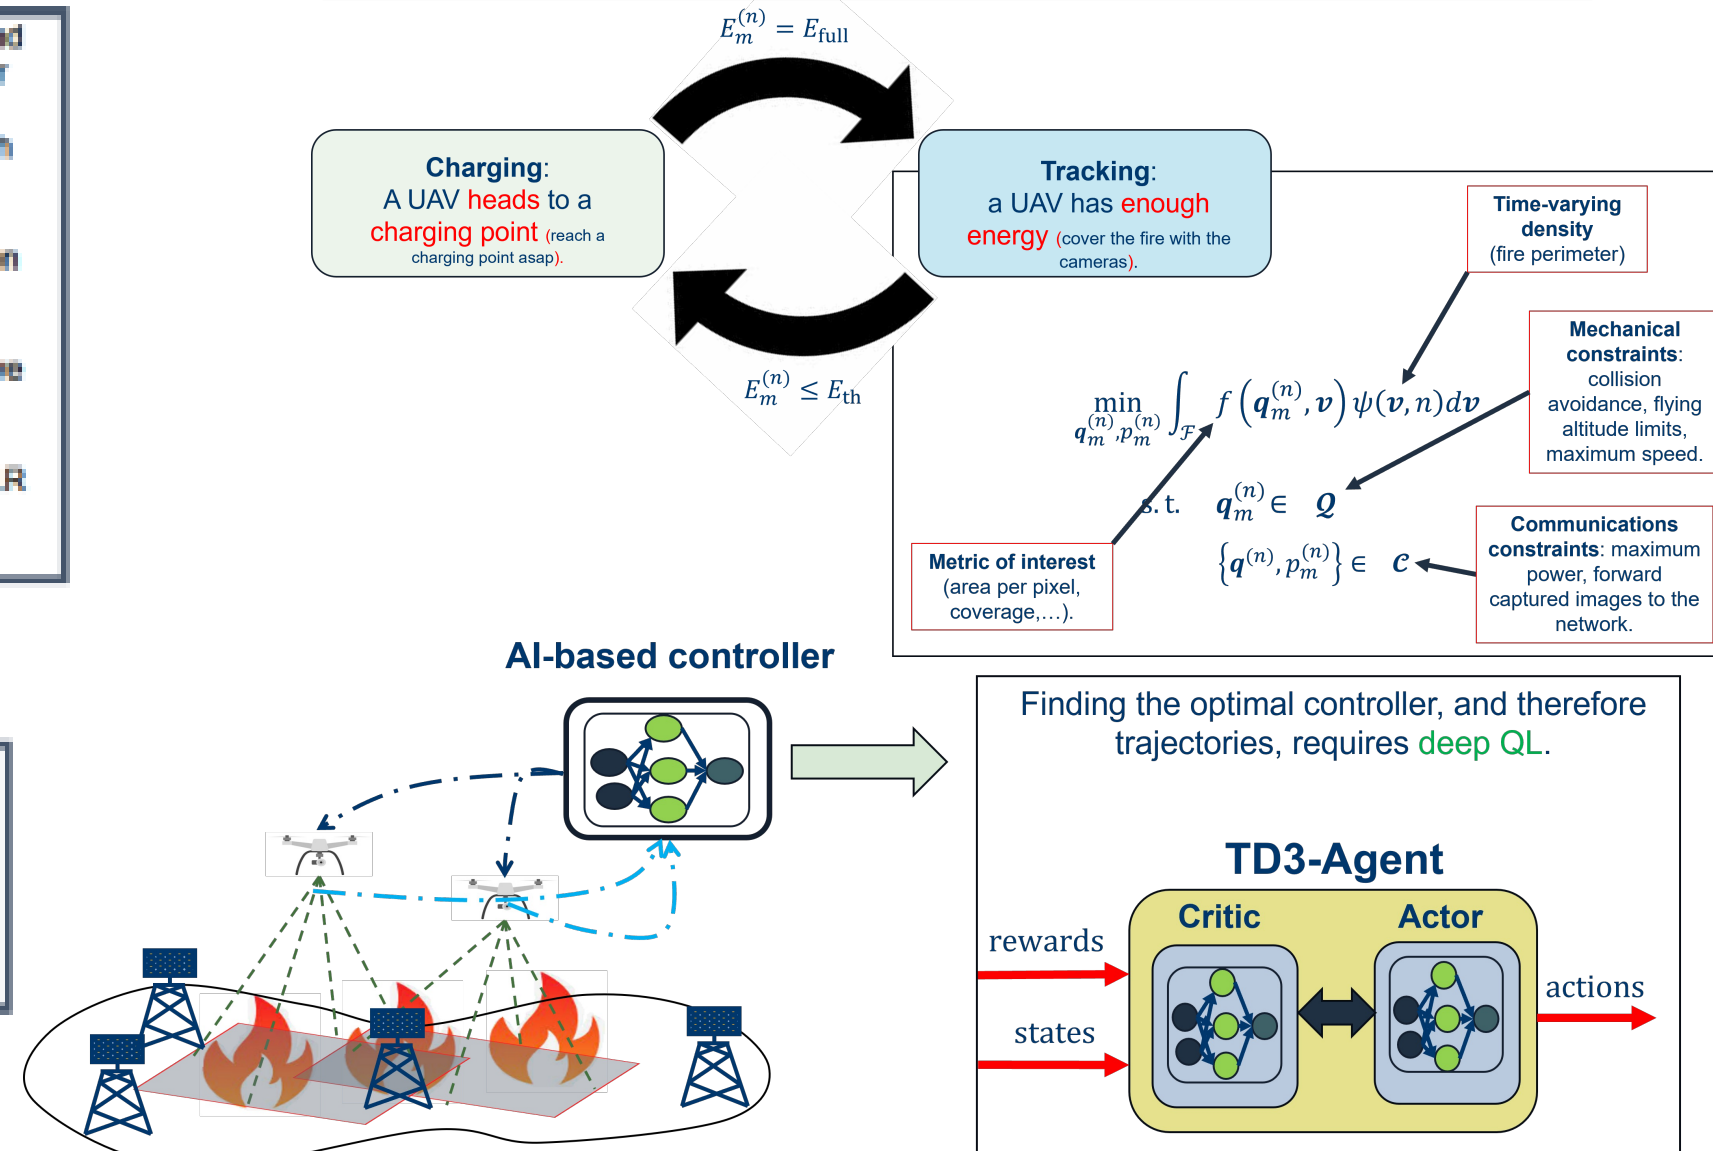 E_m^{(n)} = E_full
Charging:
A UAV heads to a
charging point (reach a
charging point asap).
Tracking:
a UAV has enough
energy (cover the fire with the
cameras).
E_m^{(n)} ≤ E_th
Time-varying
density
(fire perimeter)
Mechanical
constraints:
collision
avoidance, flying
altitude limits,
maximum speed.
min_{q_m^{(n)}, p_m^{(n)}} ∫_ℱ f(q_m^{(n)}, v) ψ(v, n)dv
s. t. q_m^{(n)} ∈ 𝒬
{q^{(n)}, p_m^{(n)}} ∈ 𝒞
Metric of interest
(area per pixel,
coverage,…).
Communications
constraints: maximum
power, forward
captured images to the
network.
AI-based controller
Finding the optimal controller, and therefore
trajectories, requires deep QL.
TD3-Agent
Critic
Actor
rewards
states
actions